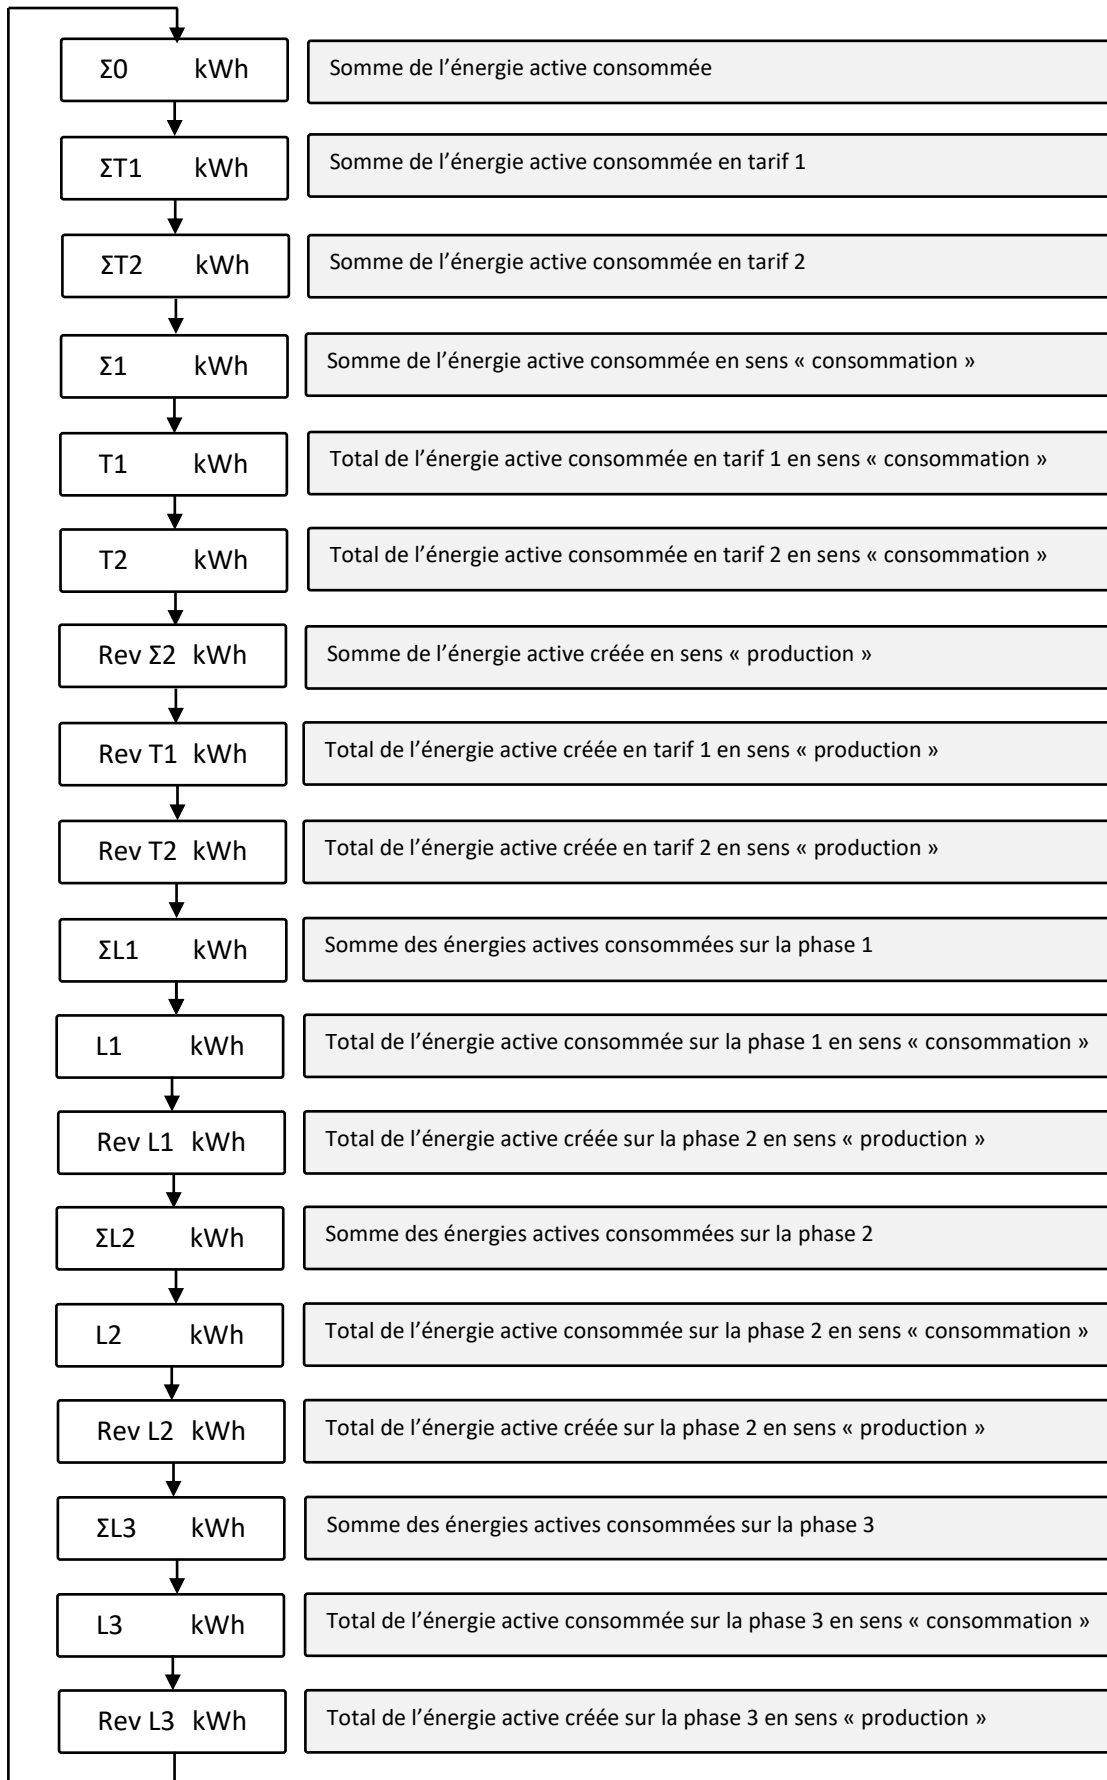 Σ0 kWh Somme de l’énergie active consommée
ΣT1 kWh Somme de l’énergie active consommée en tarif 1
ΣT2 kWh Somme de l’énergie active consommée en tarif 2
Σ1 kWh Somme de l’énergie active consommée en sens « consommation »
T1 kWh Total de l’énergie active consommée en tarif 1 en sens « consommation »
T2 kWh Total de l’énergie active consommée en tarif 2 en sens « consommation »
Rev Σ2 kWh Somme de l’énergie active créée en sens « production »
Rev T1 kWh Total de l’énergie active créée en tarif 1 en sens « production »
Rev T2 kWh Total de l’énergie active créée en tarif 2 en sens « production »
ΣL1 kWh Somme des énergies actives consommées sur la phase 1
L1 kWh Total de l’énergie active consommée sur la phase 1 en sens « consommation »
Rev L1 kWh Total de l’énergie active créée sur la phase 2 en sens « production »
ΣL2 kWh Somme des énergies actives consommées sur la phase 2
L2 kWh Total de l’énergie active consommée sur la phase 2 en sens « consommation »
Rev L2 kWh Total de l’énergie active créée sur la phase 2 en sens « production »
ΣL3 kWh Somme des énergies actives consommées sur la phase 3
L3 kWh Total de l’énergie active consommée sur la phase 3 en sens « consommation »
Rev L3 kWh Total de l’énergie active créée sur la phase 3 en sens « production »